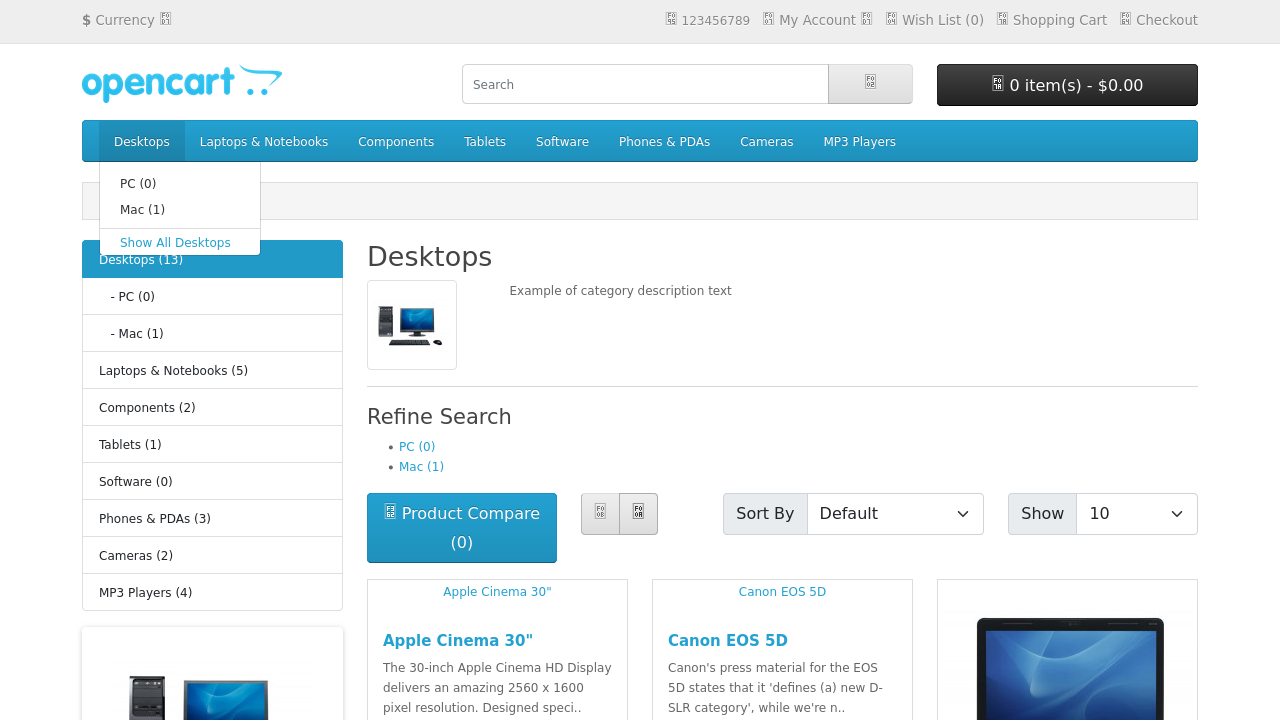 $ Currency
123456789 My Account Wish List (0) Shopping Cart Checkout
opencart
Search
0 item(s) - $0.00
Desktops Laptops & Notebooks Components Tablets Software Phones & PDAs Cameras MP3 Players
PC (0)
Mac (1)
Show All Desktops
Desktops (13)
- PC (0)
- Mac (1)
Laptops & Notebooks (5)
Components (2)
Tablets (1)
Software (0)
Phones & PDAs (3)
Cameras (2)
MP3 Players (4)
Desktops
Example of category description text
Refine Search
• PC (0)
• Mac (1)
Product Compare
(0)
Sort By Default
Show 10
Apple Cinema 30"
Apple Cinema 30"
The 30-inch Apple Cinema HD Display
delivers an amazing 2560 x 1600
pixel resolution. Designed speci..
Canon EOS 5D
Canon EOS 5D
Canon's press material for the EOS
5D states that it 'defines (a) new D-
SLR category', while we're n..